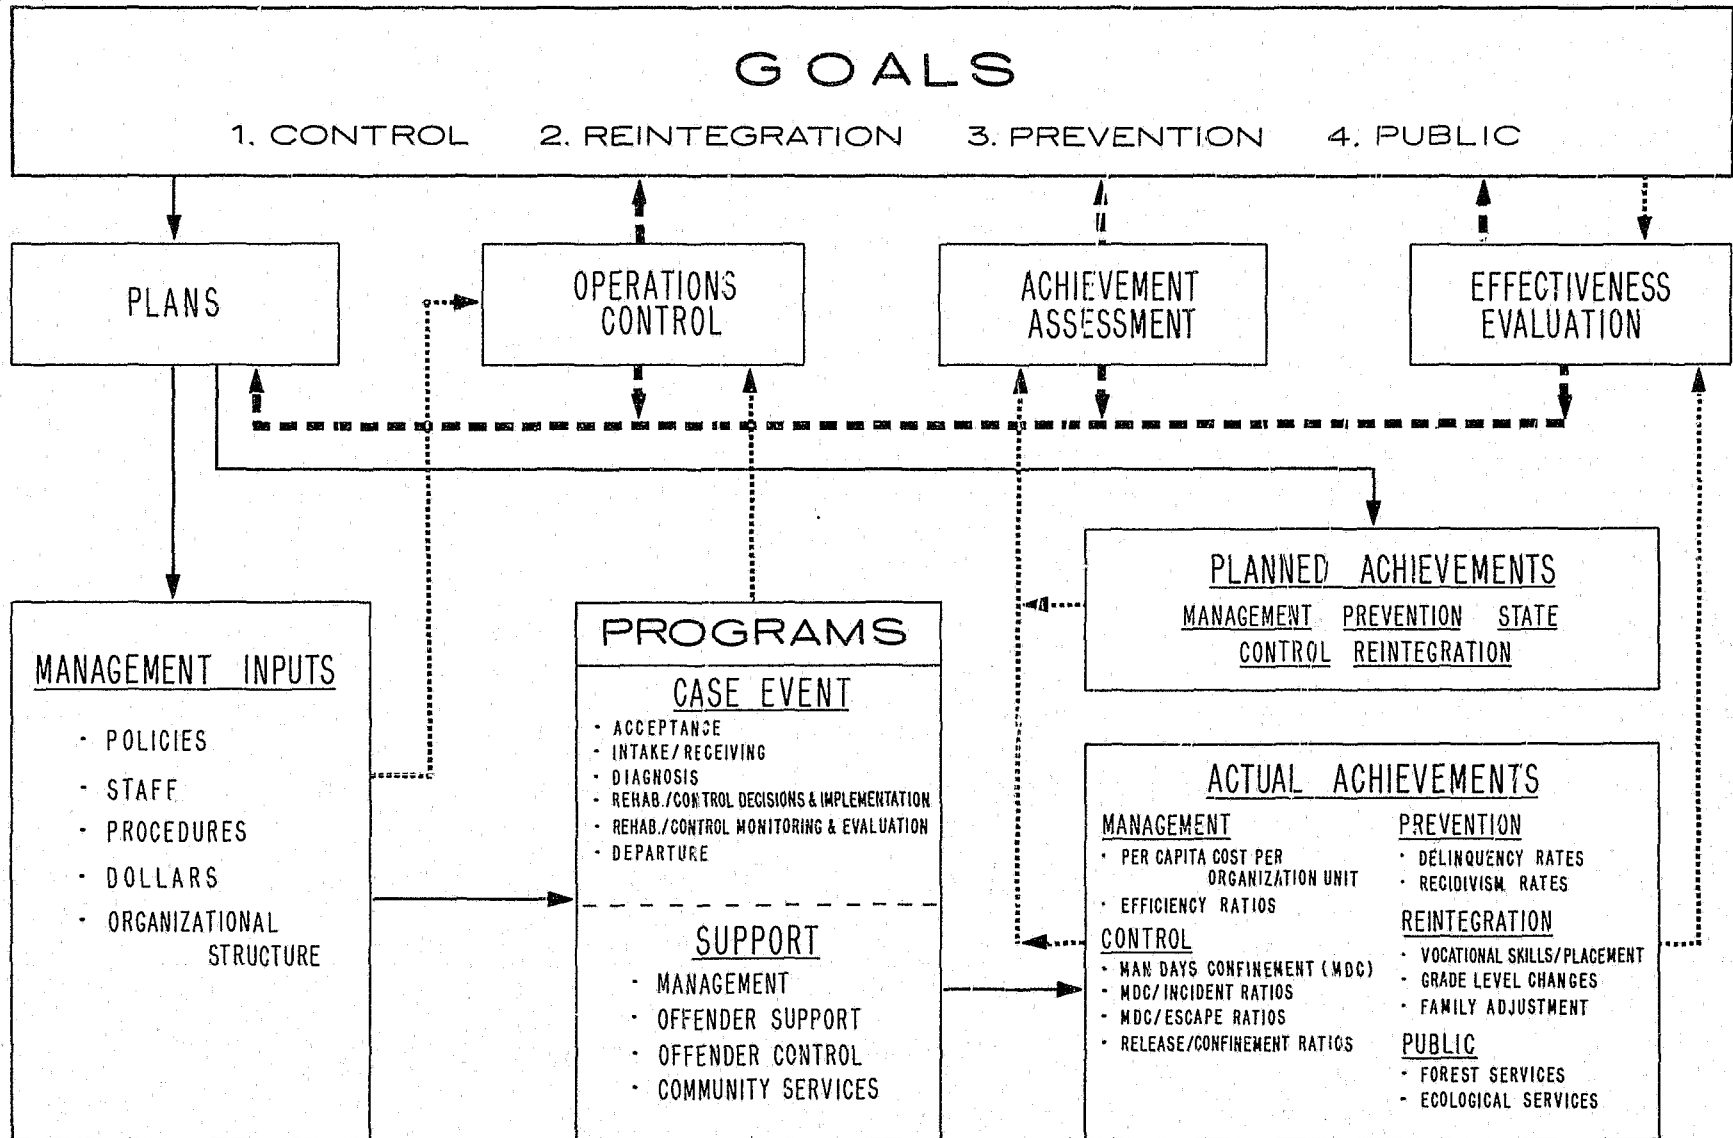 GOALS
1. CONTROL 2. REINTEGRATION 3. PREVENTION 4. PUBLIC
PLANS
OPERATIONS
CONTROL
ACHIEVEMENT
ASSESSMENT
EFFECTIVENESS
EVALUATION
PLANNED ACHIEVEMENTS
MANAGEMENT PREVENTION STATE
CONTROL REINTEGRATION
MANAGEMENT INPUTS
· POLICIES
· STAFF
· PROCEDURES
· DOLLARS
· ORGANIZATIONAL
STRUCTURE
PROGRAMS
CASE EVENT
· ACCEPTANCE
· INTAKE/RECEIVING
· DIAGNOSIS
· REHAB./CONTROL DECISIONS & IMPLEMENTATION
· REHAB./CONTROL MONITORING & EVALUATION
· DEPARTURE
SUPPORT
· MANAGEMENT
· OFFENDER SUPPORT
· OFFENDER CONTROL
· COMMUNITY SERVICES
ACTUAL ACHIEVEMENTS
MANAGEMENT
· PER CAPITA COST PER
ORGANIZATION UNIT
· EFFICIENCY RATIOS
CONTROL
· MAN DAYS CONFINEMENT (MDC)
· MDC/INCIDENT RATIOS
· MDC/ESCAPE RATIOS
· RELEASE/CONFINEMENT RATIOS
PREVENTION
· DELINQUENCY RATES
· RECIDIVISM RATES
REINTEGRATION
· VOCATIONAL SKILLS/PLACEMENT
· GRADE LEVEL CHANGES
· FAMILY ADJUSTMENT
PUBLIC
· FOREST SERVICES
· ECOLOGICAL SERVICES